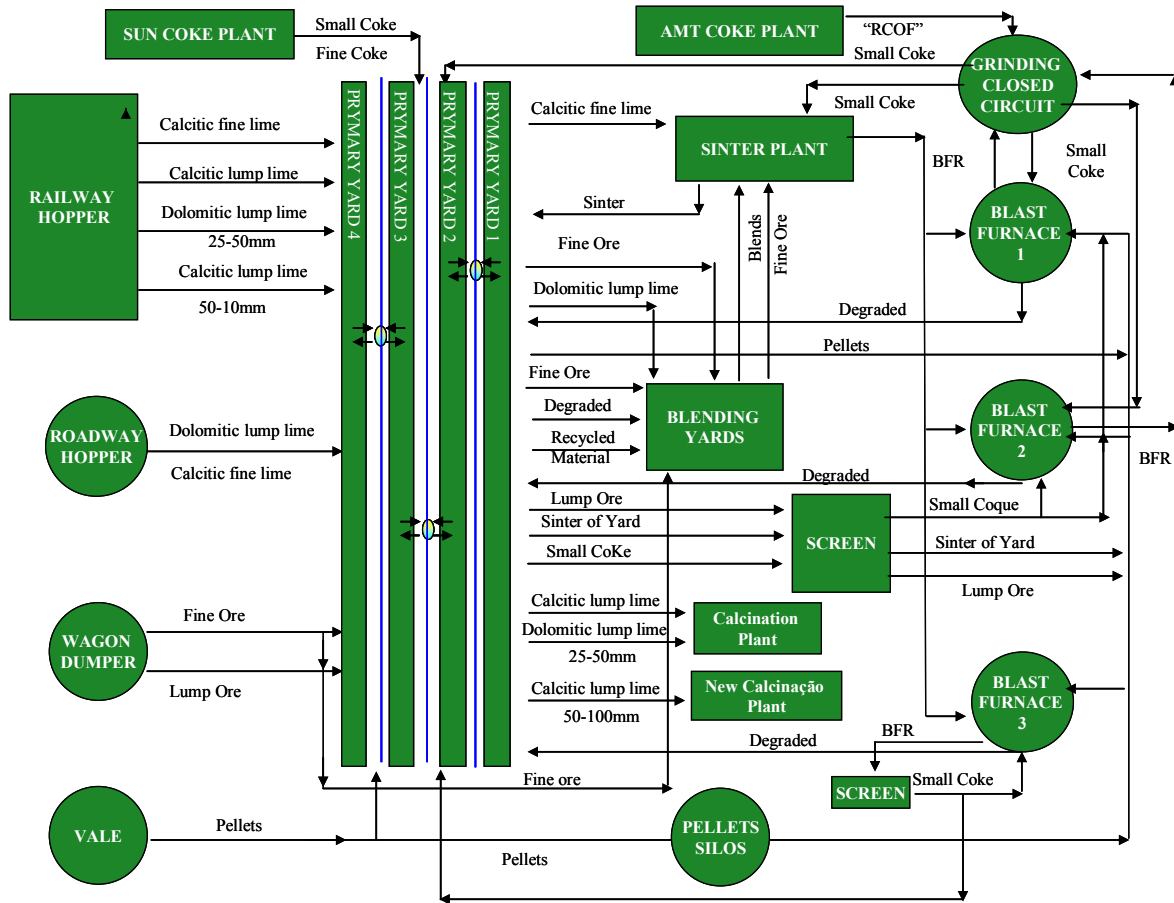 SUN COKE PLANT
Small Coke
Fine Coke
AMT COKE PLANT
“RCOF”
Small Coke
GRINDING
CLOSED
CIRCUIT
RAILWAY
HOPPER
Calcitic fine lime
Calcitic lump lime
Dolomitic lump lime
25-50mm
Calcitic lump lime
50-10mm
PRYMARY YARD 4
PRYMARY YARD 3
PRYMARY YARD 2
PRYMARY YARD 1
Calcitic fine lime
Small Coke
SINTER PLANT
BFR
Small
Coke
Sinter
Blends
Fine Ore
BLAST
FURNACE
1
Fine Ore
Dolomitic lump lime
Degraded
Pellets
Fine Ore
Degraded
Recycled
Material
BLENDING
YARDS
BLAST
FURNACE
2
BFR
ROADWAY
HOPPER
Dolomitic lump lime
Calcitic fine lime
Degraded
Lump Ore
Sinter of Yard
Small CoKe
SCREEN
Small Coque
Sinter of Yard
Lump Ore
WAGON
DUMPER
Fine Ore
Lump Ore
Calcitic lump lime
Dolomitic lump lime
25-50mm
Calcination
Plant
Calcitic lump lime
50-100mm
New Calcinação
Plant
BLAST
FURNACE
3
Degraded
BFR
Fine ore
SCREEN
Small Coke
VALE
Pellets
Pellets
PELLETS
SILOS